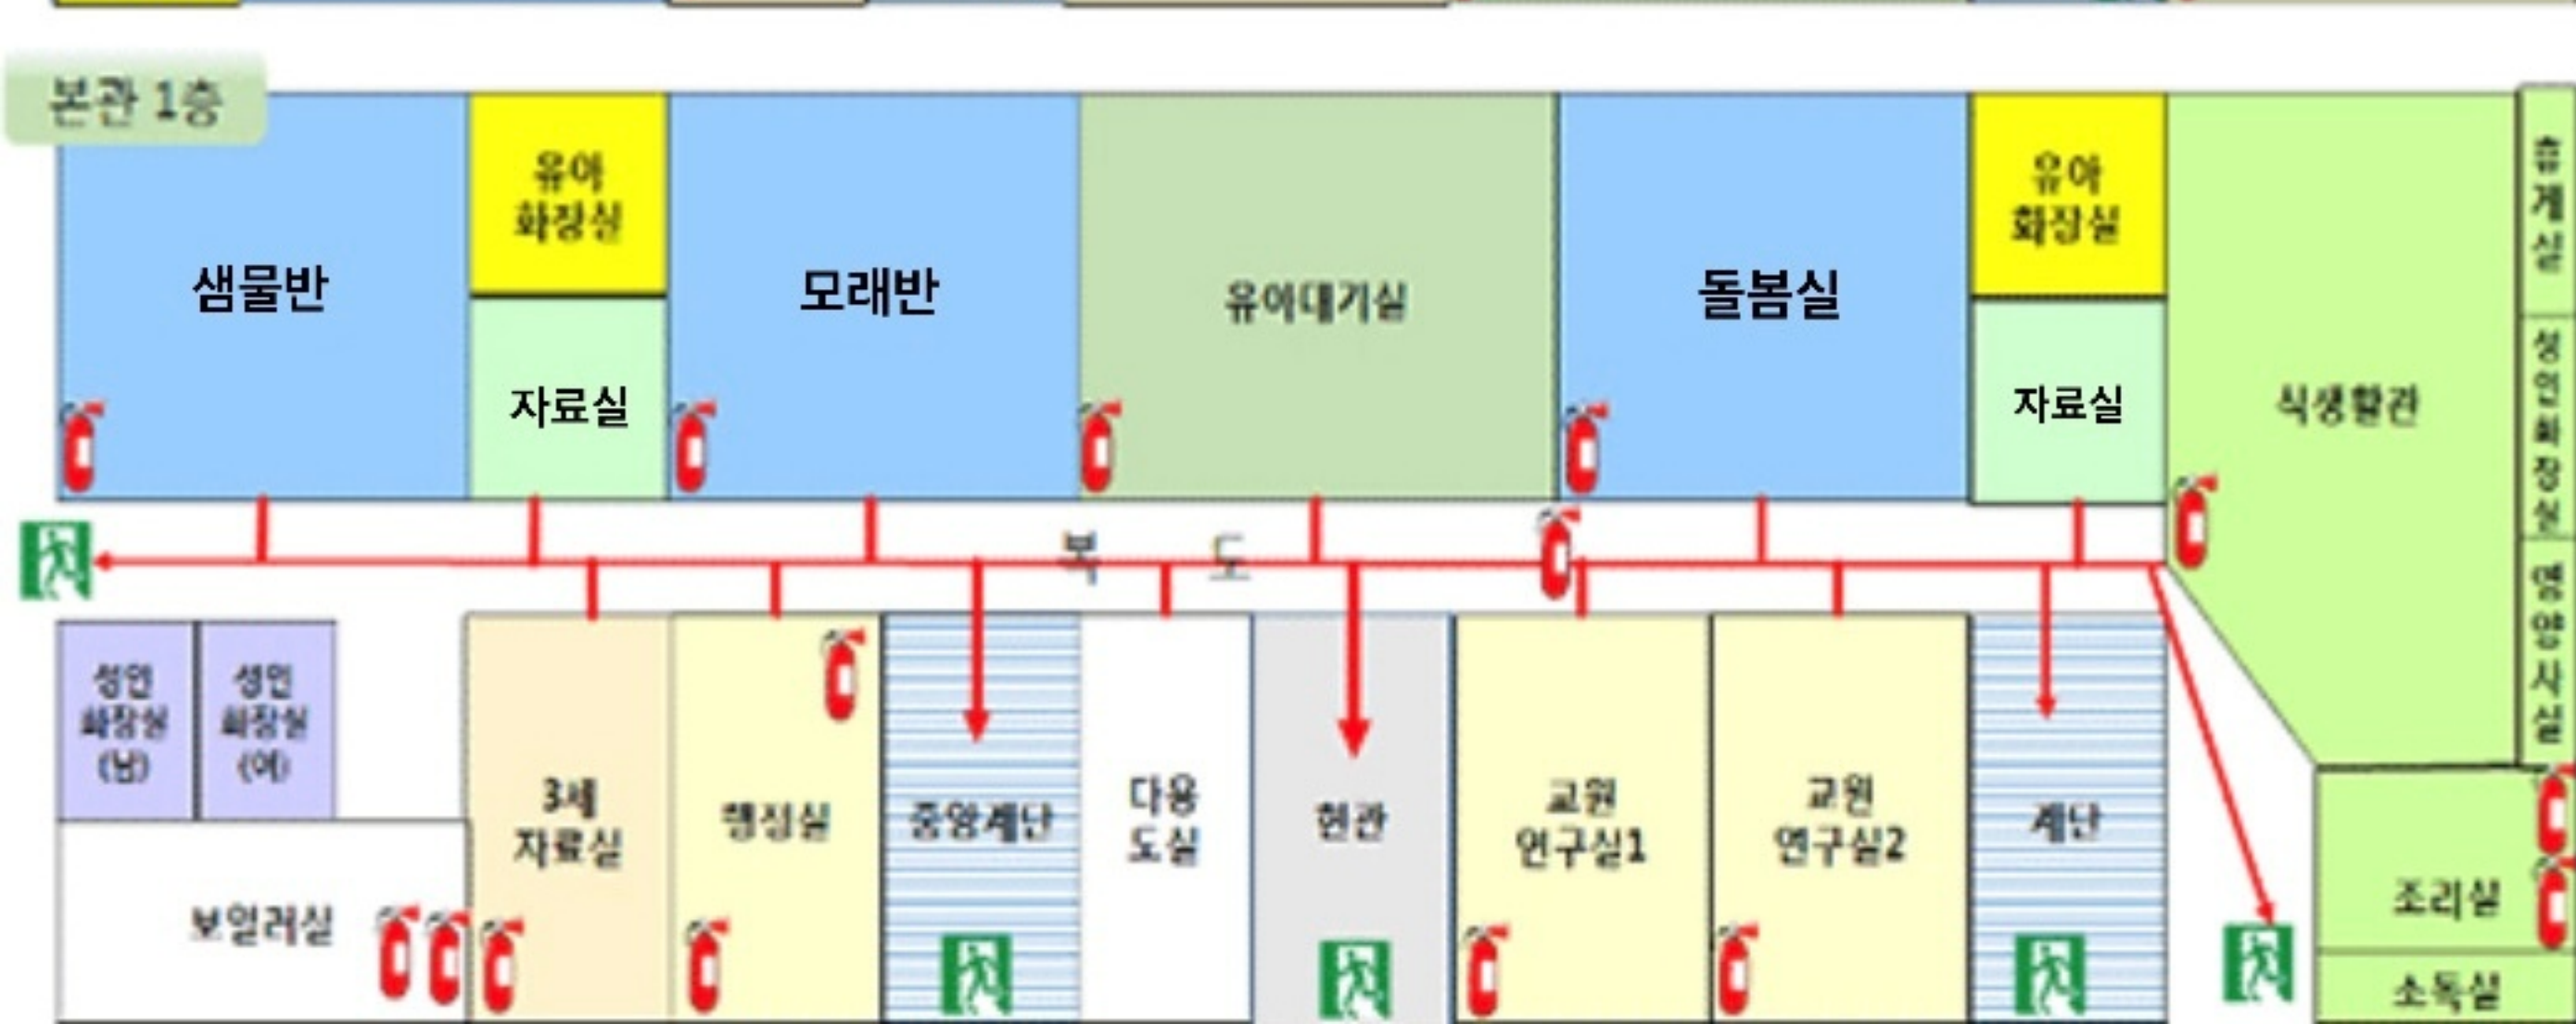 본관 1층
샘물반
유아
화장실
자료실
모래반
유아대기실
돌봄실
유아
화장실
자료실
식생활관
휴게실
성인화장실
영양사실
복 도
성인
화장실
(남)
성인
화장실
(여)
보일러실
3세
자료실
행정실
중앙계단
다용
도실
현관
교원
연구실1
교원
연구실2
계단
조리실
소독실